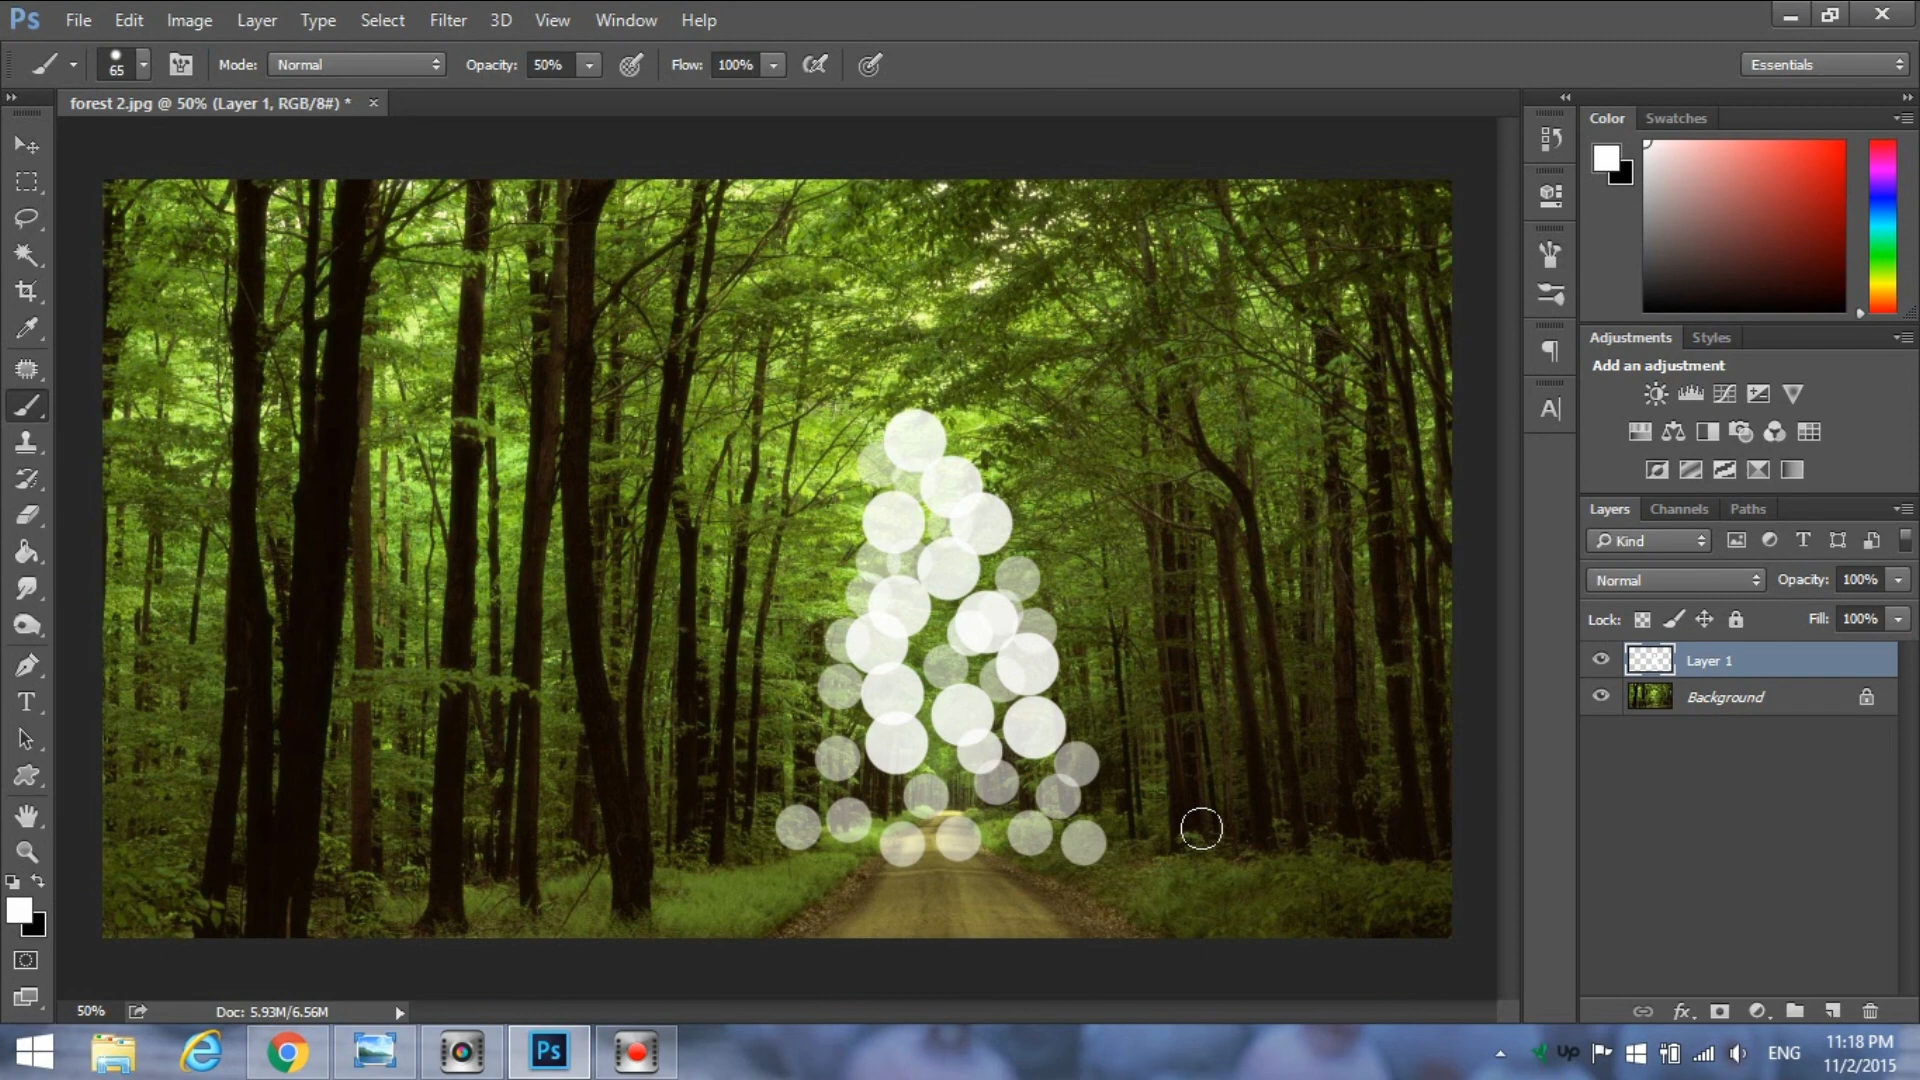 Ps File Edit Image Layer Type Select Filter 3D View Window Help
65 Mode: Normal Opacity: 50% Flow: 100% Essentials
forest 2.jpg @ 50% (Layer 1, RGB/8#) * ×
Color Swatches
Adjustments Styles
Add an adjustment
Layers Channels Paths
Kind
Normal Opacity: 100%
Lock: Fill: 100%
Layer 1
Background
50% Doc: 5.93M/6.56M
Ps
Up ENG 11:18 PM
11/2/2015